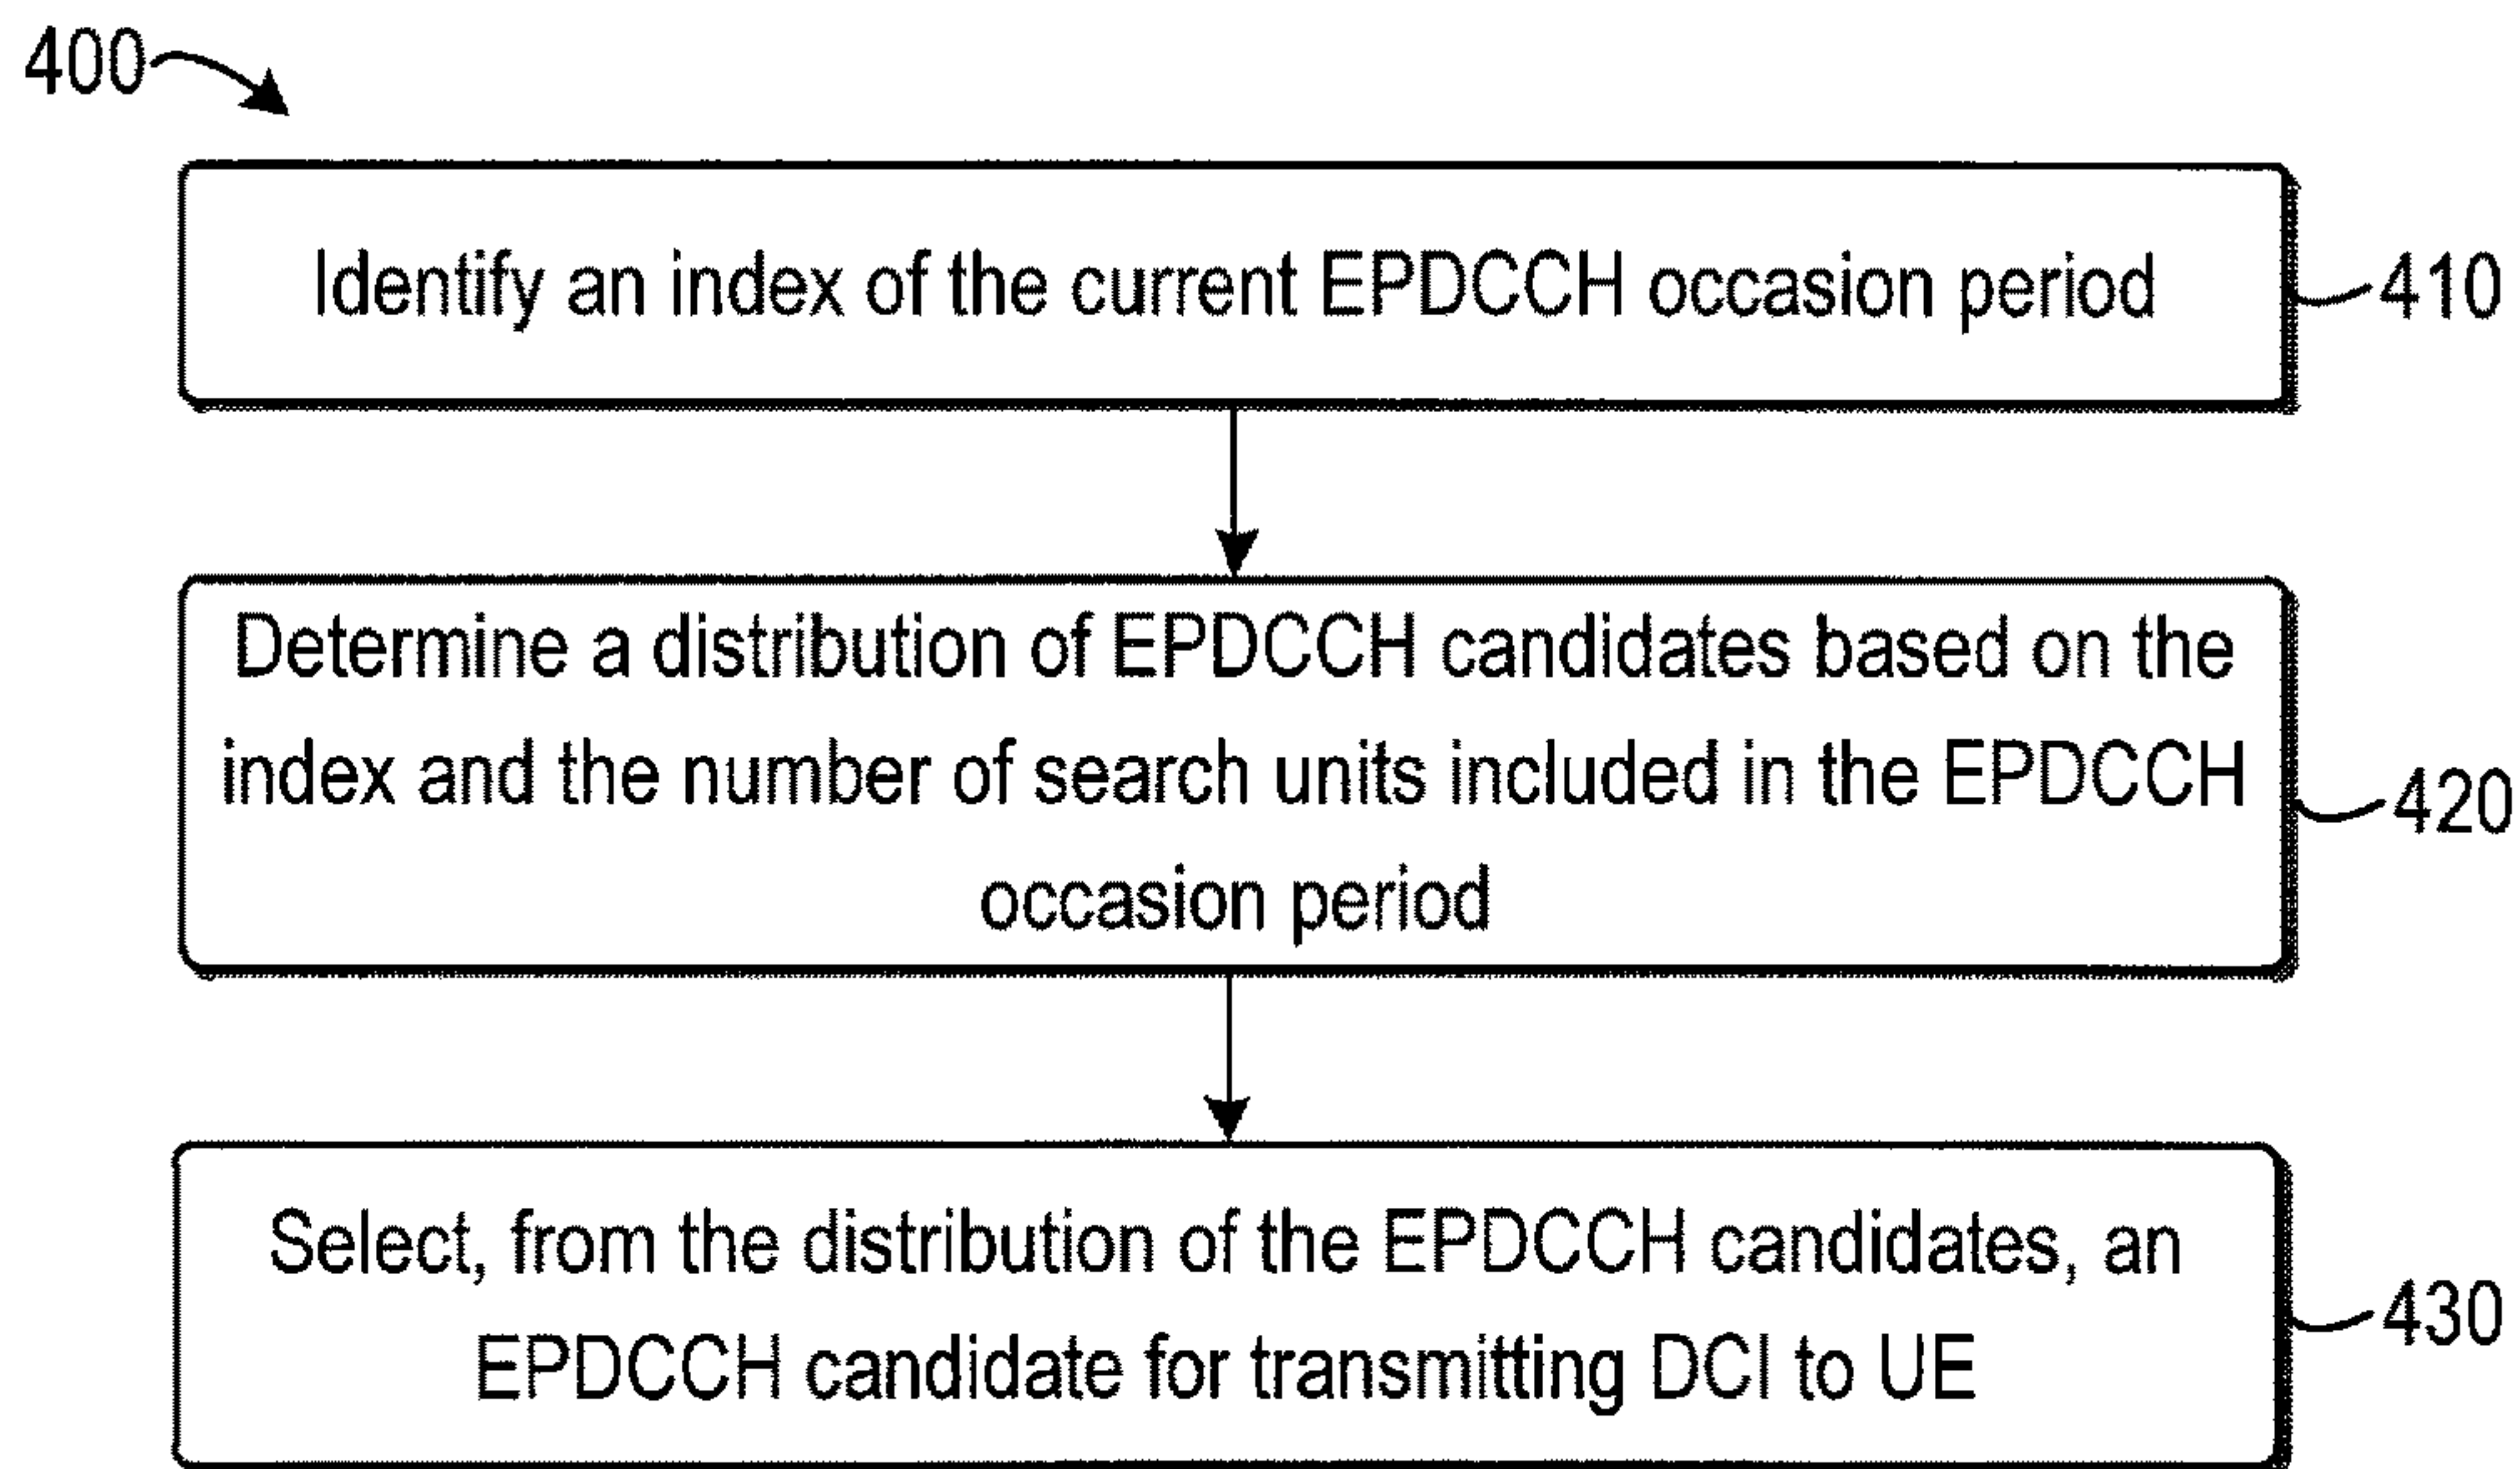 400
Identify an index of the current EPDCCH occasion period
410
Determine a distribution of EPDCCH candidates based on the
index and the number of search units included in the EPDCCH
occasion period
420
Select, from the distribution of the EPDCCH candidates, an
EPDCCH candidate for transmitting DCI to UE
430